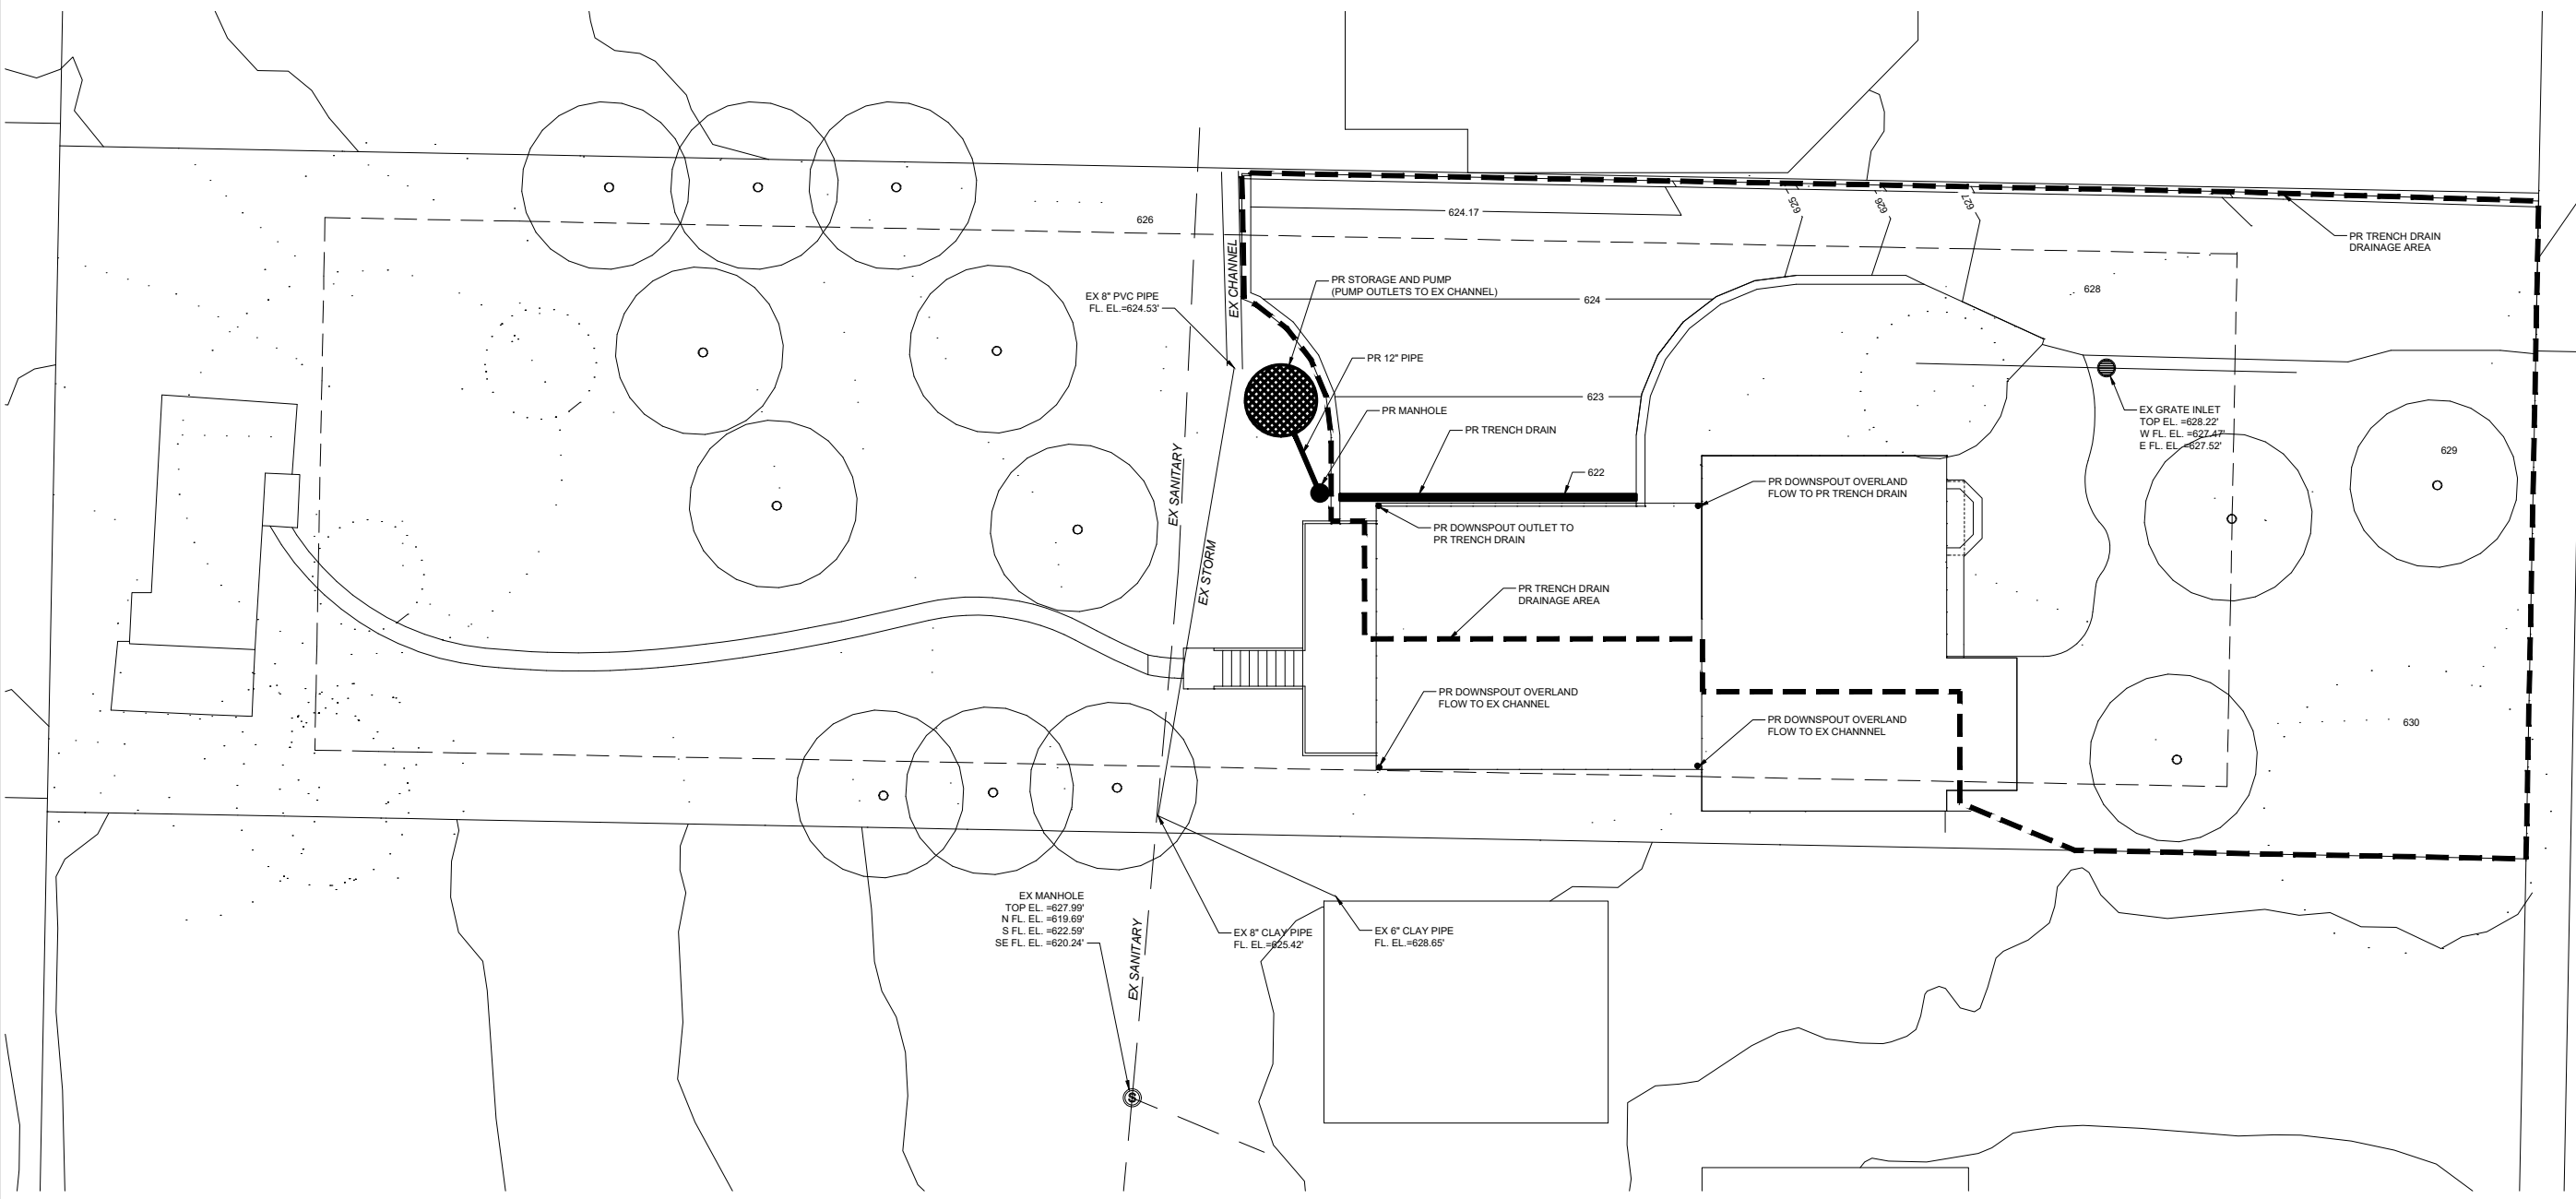 626
624.17
625
626
627
PR TRENCH DRAIN
DRAINAGE AREA
EX CHANNEL
PR STORAGE AND PUMP
(PUMP OUTLETS TO EX CHANNEL)
EX 8" PVC PIPE
FL. EL.=624.53'
624
628
PR 12" PIPE
623
PR MANHOLE
PR TRENCH DRAIN
EX GRATE INLET
TOP EL. =628.22'
W FL. EL. =627.47'
E FL. EL. =627.52'
629
EX SANITARY
622
PR DOWNSPOUT OVERLAND
FLOW TO PR TRENCH DRAIN
PR DOWNSPOUT OUTLET TO
PR TRENCH DRAIN
EX STORM
PR TRENCH DRAIN
DRAINAGE AREA
PR DOWNSPOUT OVERLAND
FLOW TO EX CHANNEL
PR DOWNSPOUT OVERLAND
FLOW TO EX CHANNNEL
630
EX MANHOLE
TOP EL. =627.99'
N FL. EL. =619.69'
S FL. EL. =622.59'
SE FL. EL. =620.24'
EX SANITARY
EX 8" CLAY PIPE
FL. EL.=625.42'
EX 6" CLAY PIPE
FL. EL.=628.65'
S